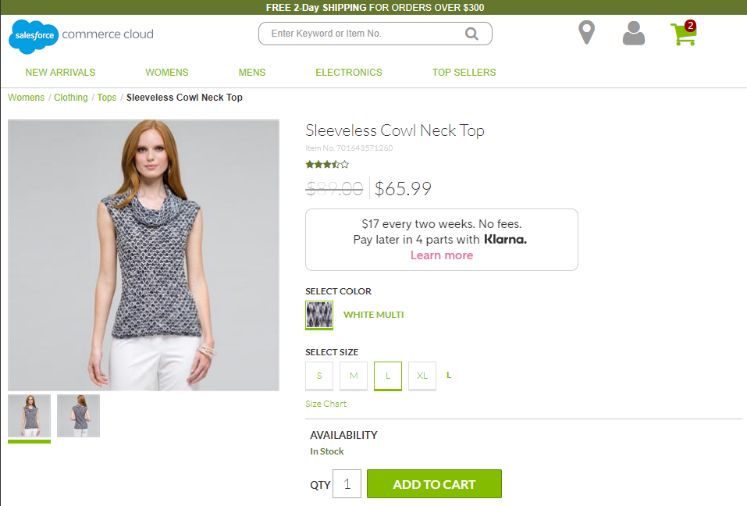 FREE 2-Day SHIPPING FOR ORDERS OVER $300
salesforce commerce cloud
Enter Keyword or Item No.
2
NEW ARRIVALS WOMENS MENS ELECTRONICS TOP SELLERS
Womens / Clothing / Tops / Sleeveless Cowl Neck Top
Sleeveless Cowl Neck Top
Item No. 701643571260
$89.00 $65.99
$17 every two weeks. No fees.
Pay later in 4 parts with Klarna.
Learn more
SELECT COLOR
WHITE MULTI
SELECT SIZE
S M L XL L
Size Chart
AVAILABILITY
In Stock
QTY 1 ADD TO CART